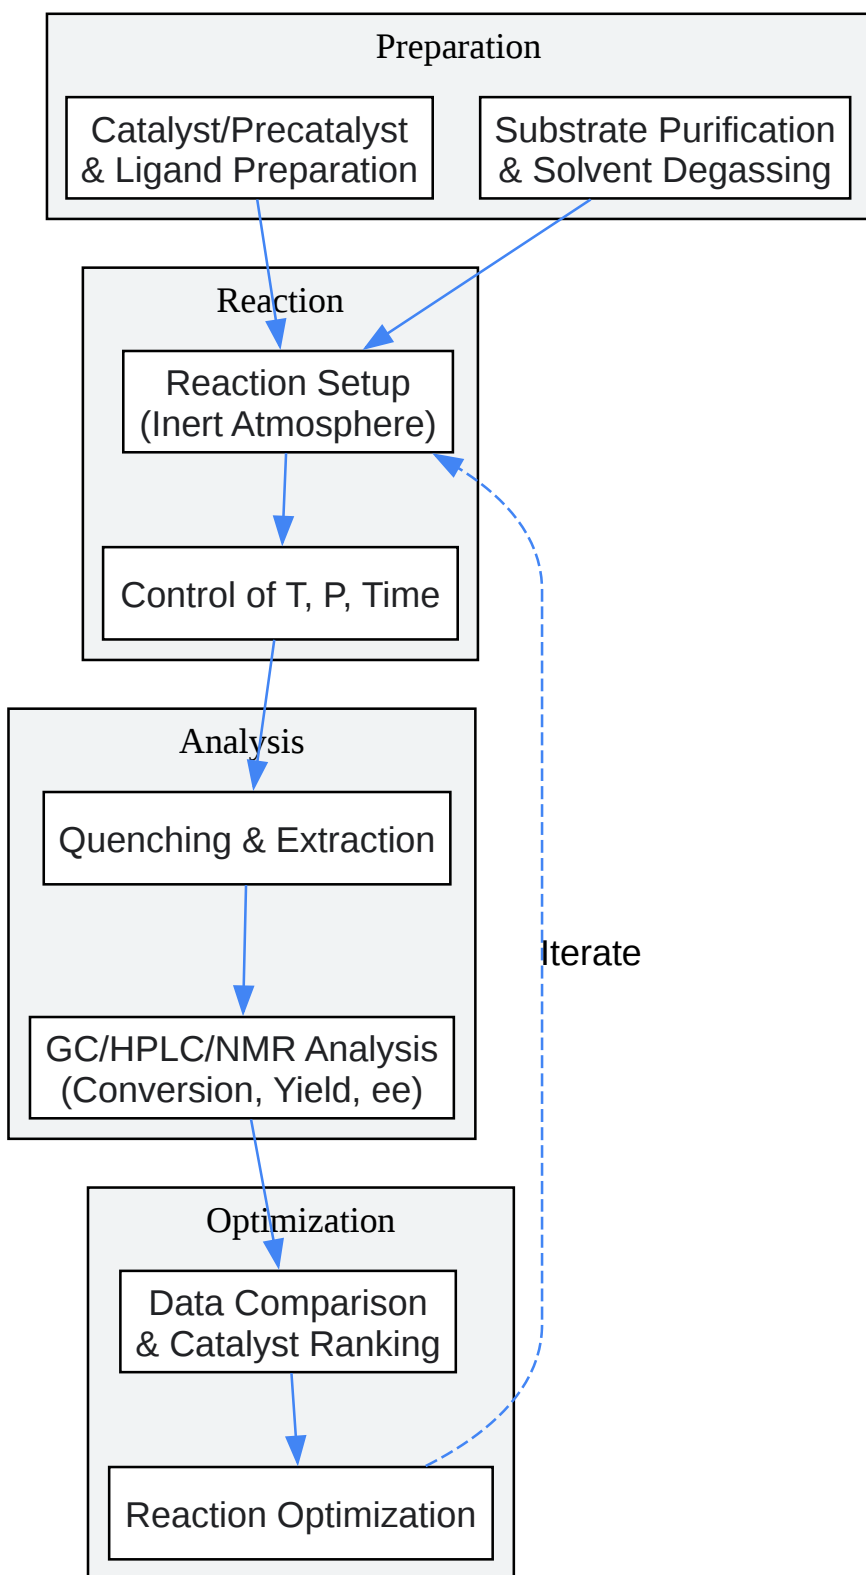 Preparation
Catalyst/Precatalyst
& Ligand Preparation
Substrate Purification
& Solvent Degassing
Reaction
Reaction Setup
(Inert Atmosphere)
Control of T, P, Time
Analysis
Quenching & Extraction
Iterate
GC/HPLC/NMR Analysis
(Conversion, Yield, ee)
Optimization
Data Comparison
& Catalyst Ranking
Reaction Optimization